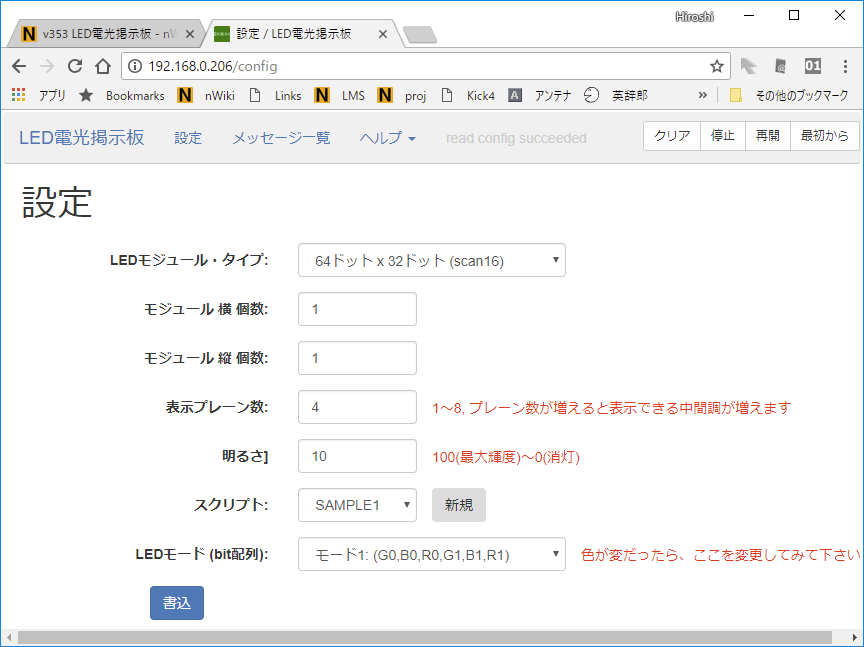 Hiroshi
v353 LED電光掲示板 - nW
設定 / LED電光掲示板
192.168.0.206/config
01
アプリ Bookmarks N nWiki Links N LMS N proj Kick4 A アンテナ 英辞郎 » その他のブックマーク
LED電光掲示板 設定 メッセージ一覧 ヘルプ read config succeeded クリア 停止 再開 最初から
設定
LEDモジュール・タイプ: 64ドット x 32ドット (scan16)
モジュール 横 個数: 1
モジュール 縦 個数: 1
表示プレーン数: 4 1～8, プレーン数が増えると表示できる中間調が増えます
明るさ] 10 100(最大輝度)～0(消灯)
スクリプト: SAMPLE1 新規
LEDモード (bit配列): モード1: (G0,B0,R0,G1,B1,R1) 色が変だったら、ここを変更してみて下さい
書込